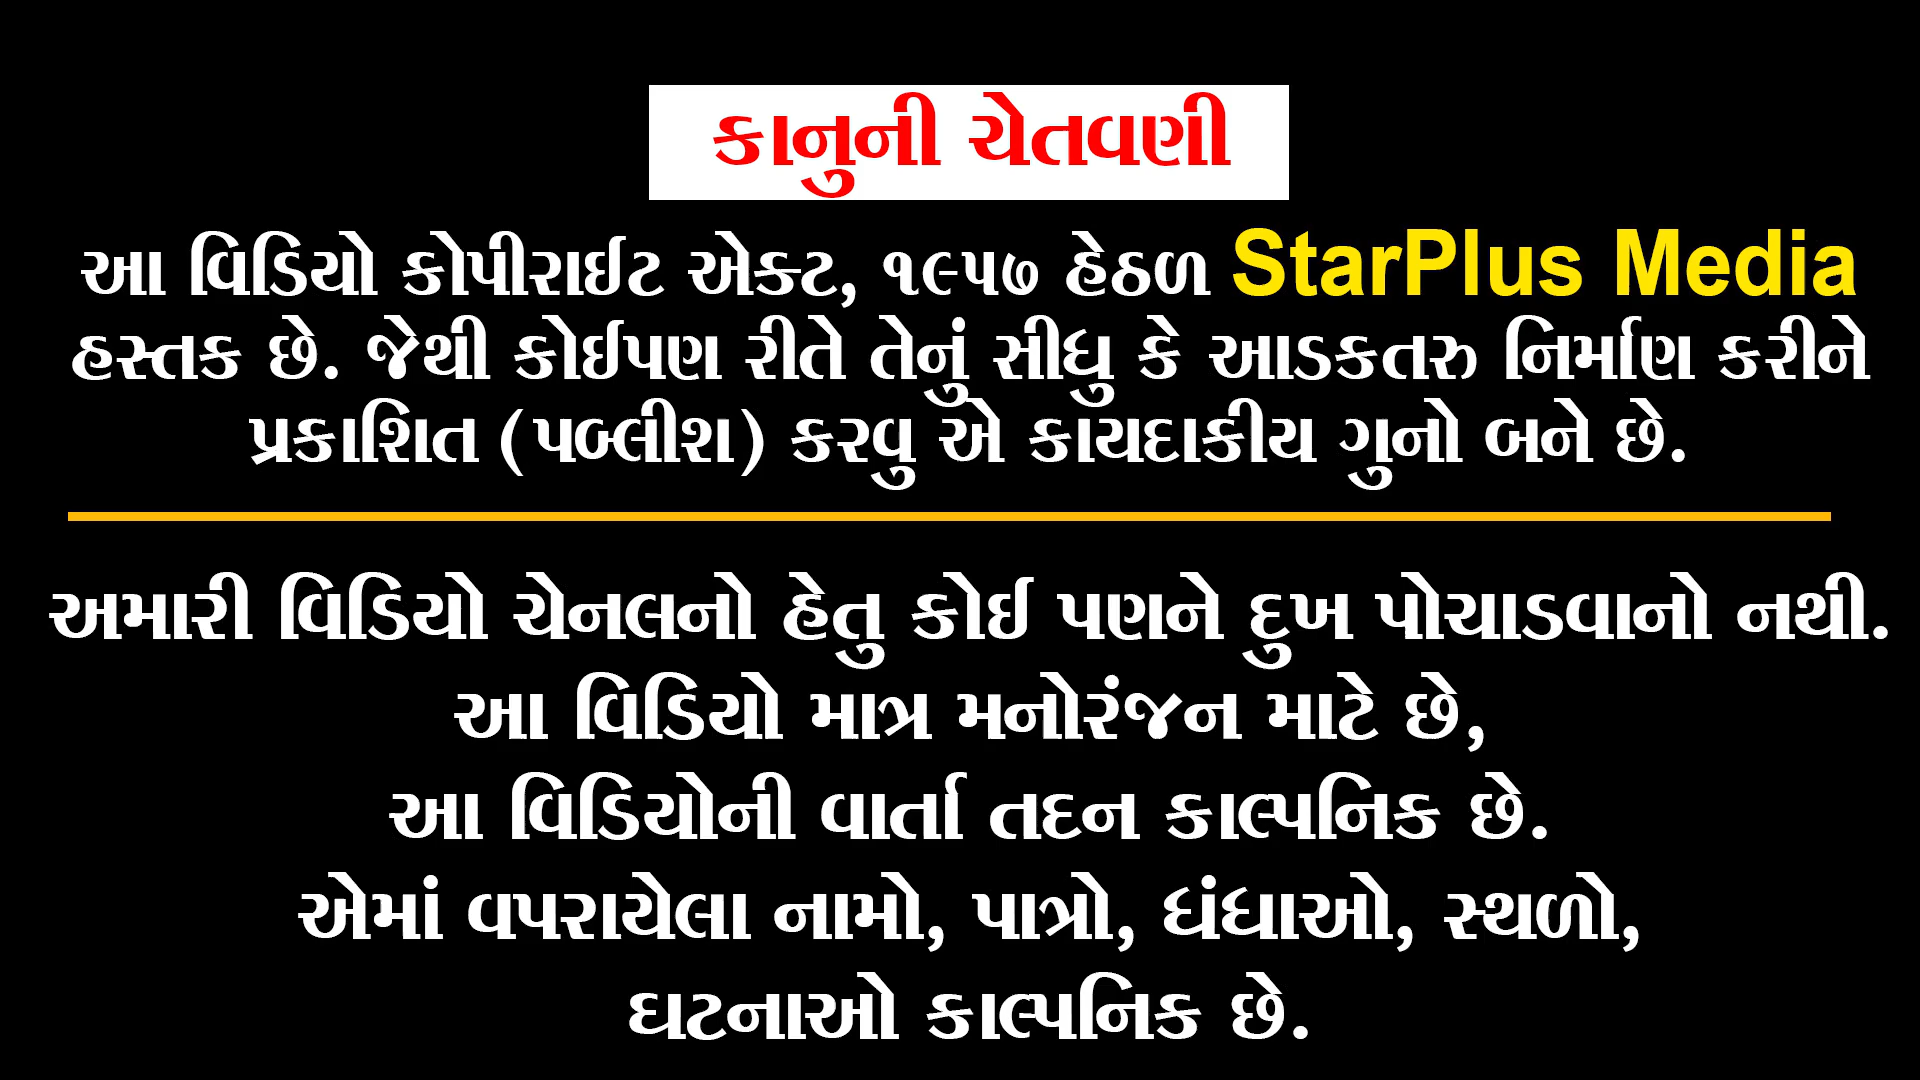 કાનુની ચેતવણી
આ વિડિયો કોપીરાઈટ એક્ટ, ૧૯૫૭ હેઠળ StarPlus Media
હસ્તક છે. જેથી કોઈપણ રીતે તેનું સીધુ કે આડકતરુ નિર્માણ કરીને
પ્રકાશિત (પબ્લીશ) કરવુ એ કાયદાકીય ગુનો બને છે.
અમારી વિડિયો ચેનલનો હેતુ કોઈ પણને દુખ પોચાડવાનો નથી.
આ વિડિયો માત્ર મનોરંજન માટે છે,
આ વિડિયોની વાર્તા તદન કાલ્પનિક છે.
એમાં વપરાયેલા નામો, પાત્રો, ધંધાઓ, સ્થળો,
ઘટનાઓ કાલ્પનિક છે.